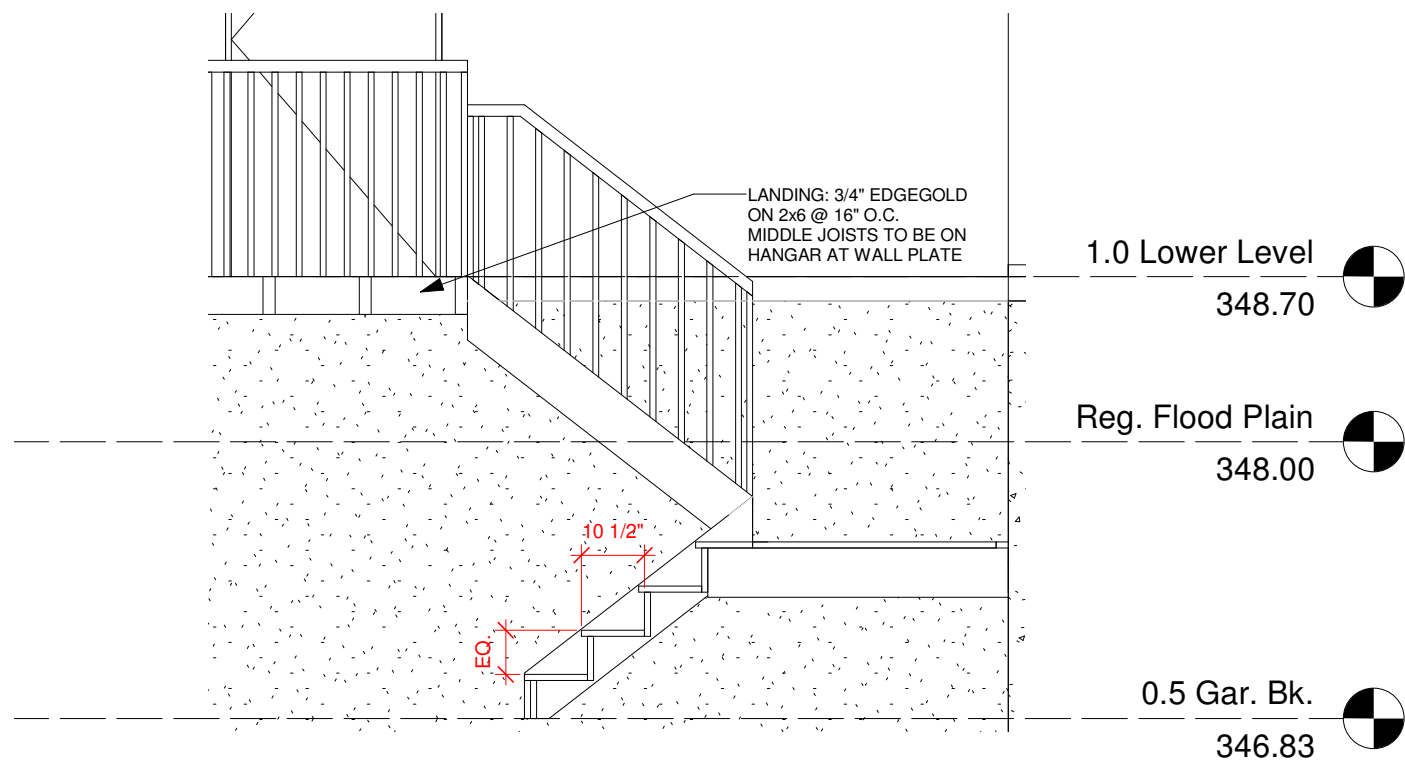 LANDING: 3/4" EDGEGOLD
ON 2x6 @ 16" O.C.
MIDDLE JOISTS TO BE ON
HANGAR AT WALL PLATE
1.0 Lower Level
348.70
Reg. Flood Plain
348.00
10 1/2"
EQ.
0.5 Gar. Bk.
346.83